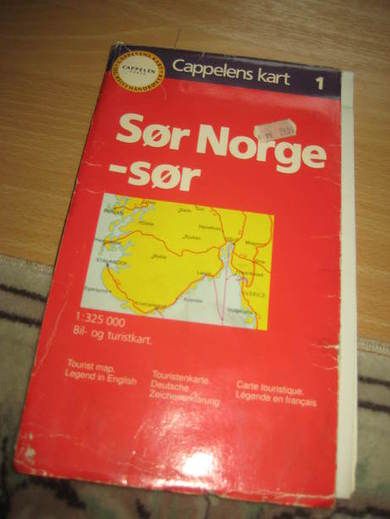 CAPPELEN
Cappelens kart 1
Sør Norge
-sør
1:325 000
Bil- og turistkart.
Tourist map,
Legend in English
Touristenkarte
Deutsche
Zeichenerklärung
Carte touristique,
Légende en français